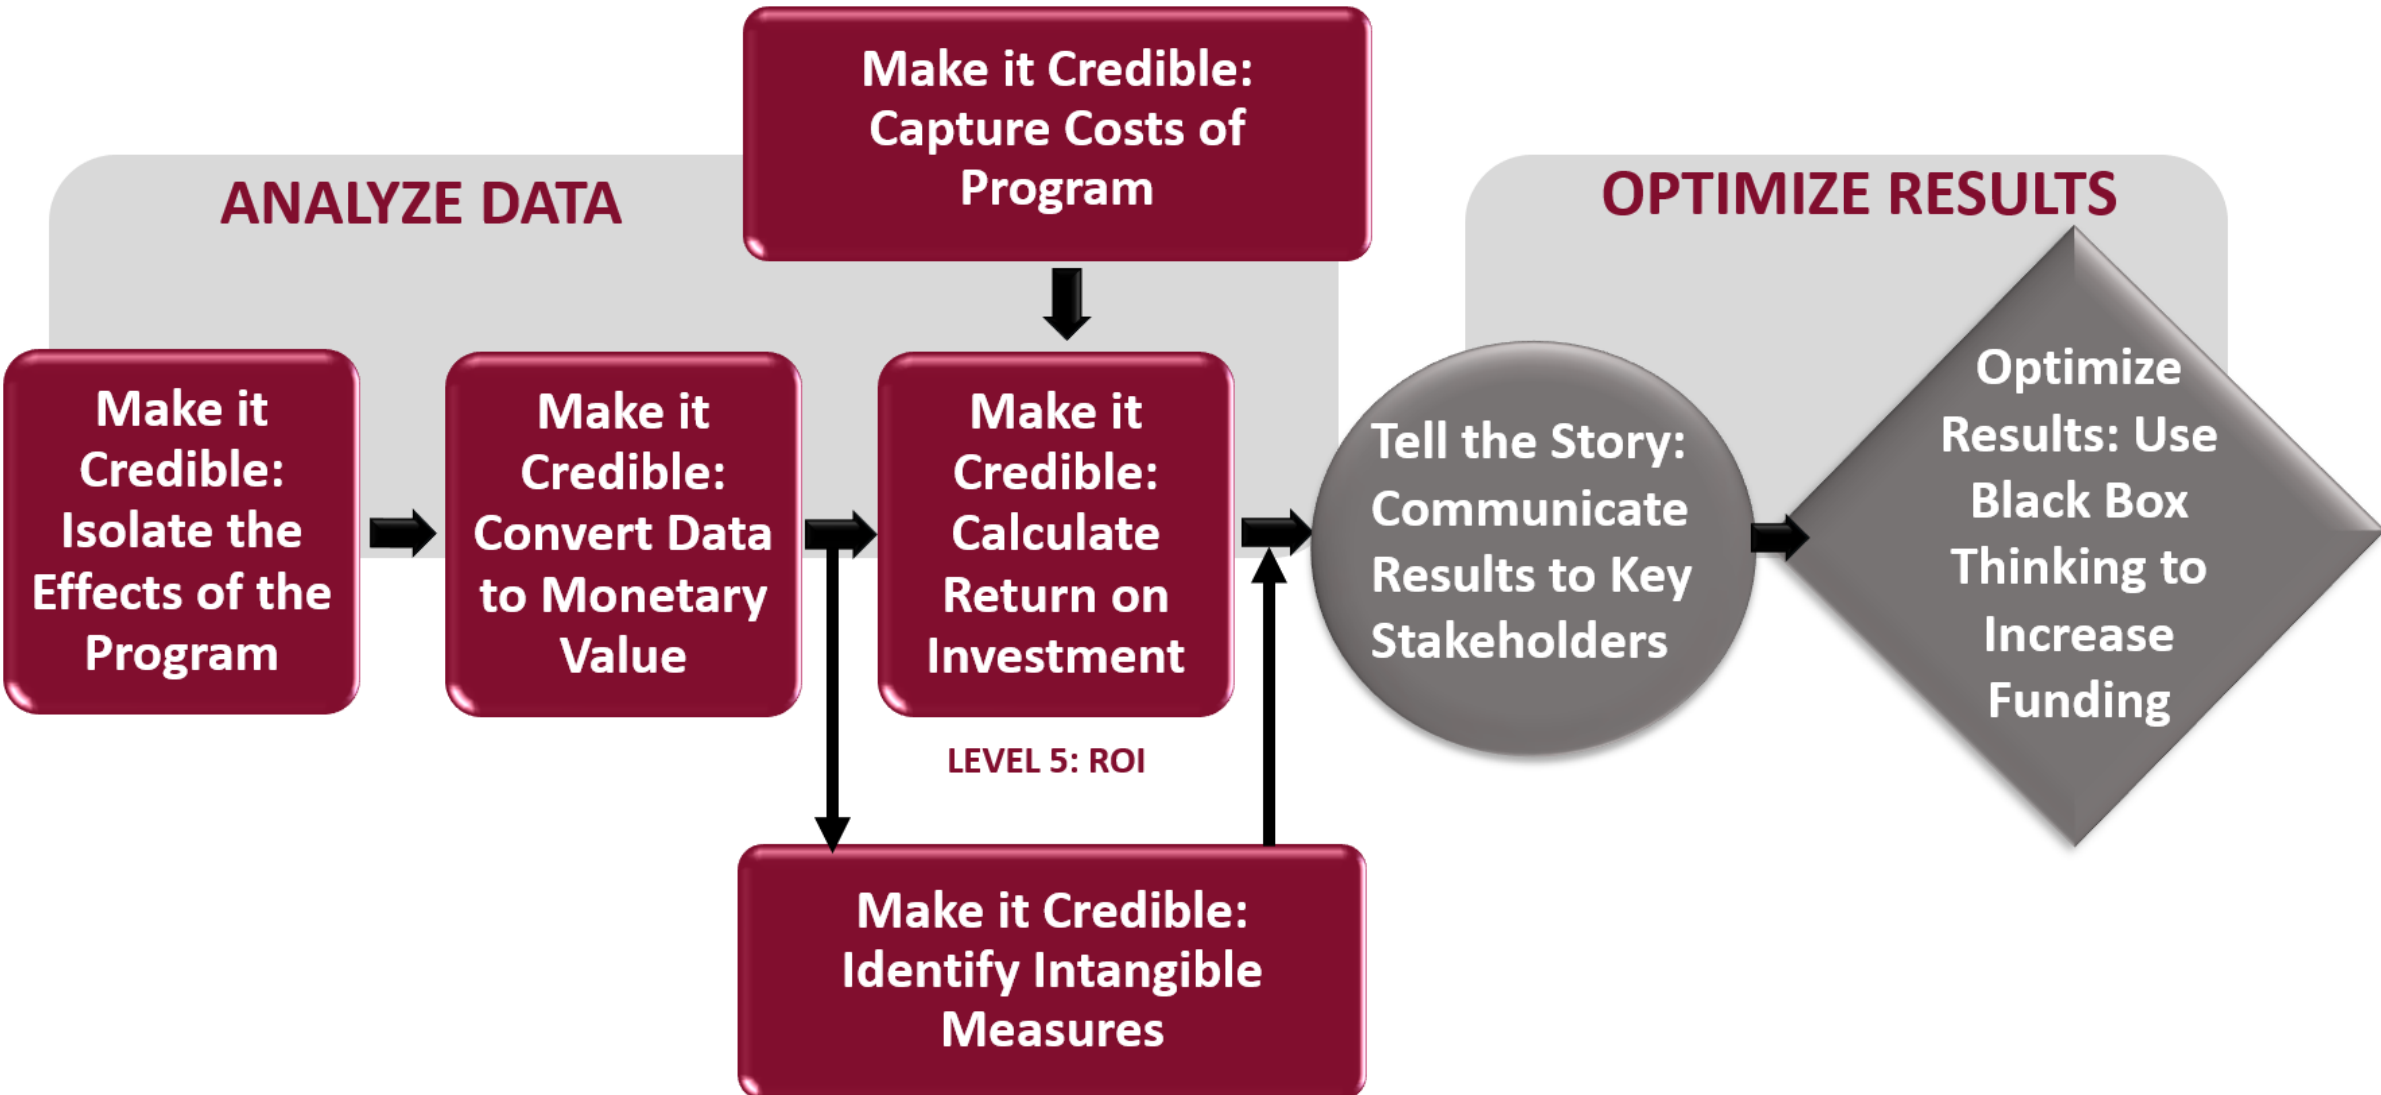 Make it Credible:
Capture Costs of
Program
ANALYZE DATA
OPTIMIZE RESULTS
Make it
Credible:
Isolate the
Effects of the
Program
Make it
Credible:
Convert Data
to Monetary
Value
Make it
Credible:
Calculate
Return on
Investment
LEVEL 5: ROI
Tell the Story:
Communicate
Results to Key
Stakeholders
Optimize
Results: Use
Black Box
Thinking to
Increase
Funding
Make it Credible:
Identify Intangible
Measures